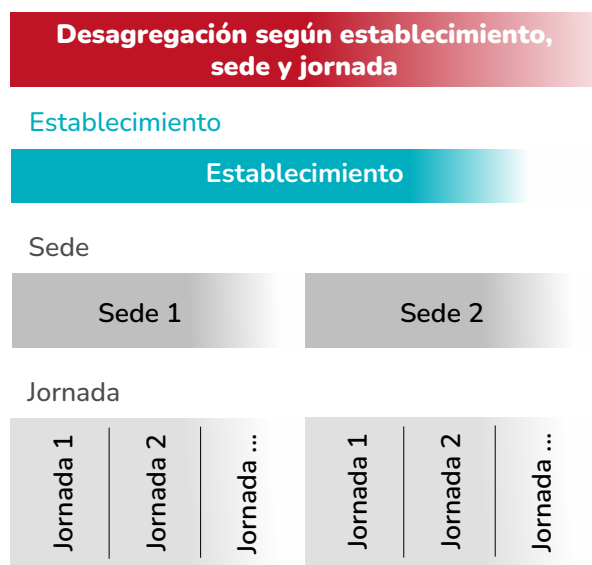 Desagregación según establecimiento,
sede y jornada
Establecimiento
Establecimiento
Sede
Sede 1
Sede 2
Jornada
Jornada 1
Jornada 2
Jornada ...
Jornada 1
Jornada 2
Jornada ...